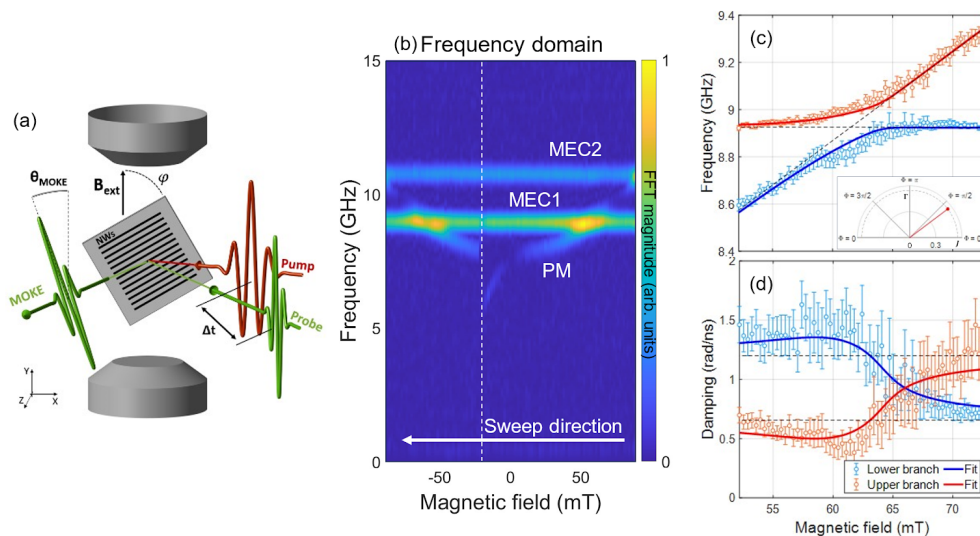 (a)
θMOKE
Bext
φ
NWs
MOKE
Pump
Probe
Δt
Y
Z
X
(b) Frequency domain
15
10
5
0
Frequency (GHz)
MEC2
MEC1
PM
Sweep direction
-50
0
50
Magnetic field (mT)
1
0
FFT magnitude (arb. units)
(c)
9.4
9.2
9
8.8
8.6
8.4
Frequency (GHz)
Φ = π
Φ = 3π/2
Γ
Φ = π/2
Φ = 0
0
0.3
J
Φ = 0
(d)
2
1.5
1
0.5
0
Damping (rad/ns)
Lower branch
Fit
Upper branch
Fit
55
60
65
70
Magnetic field (mT)